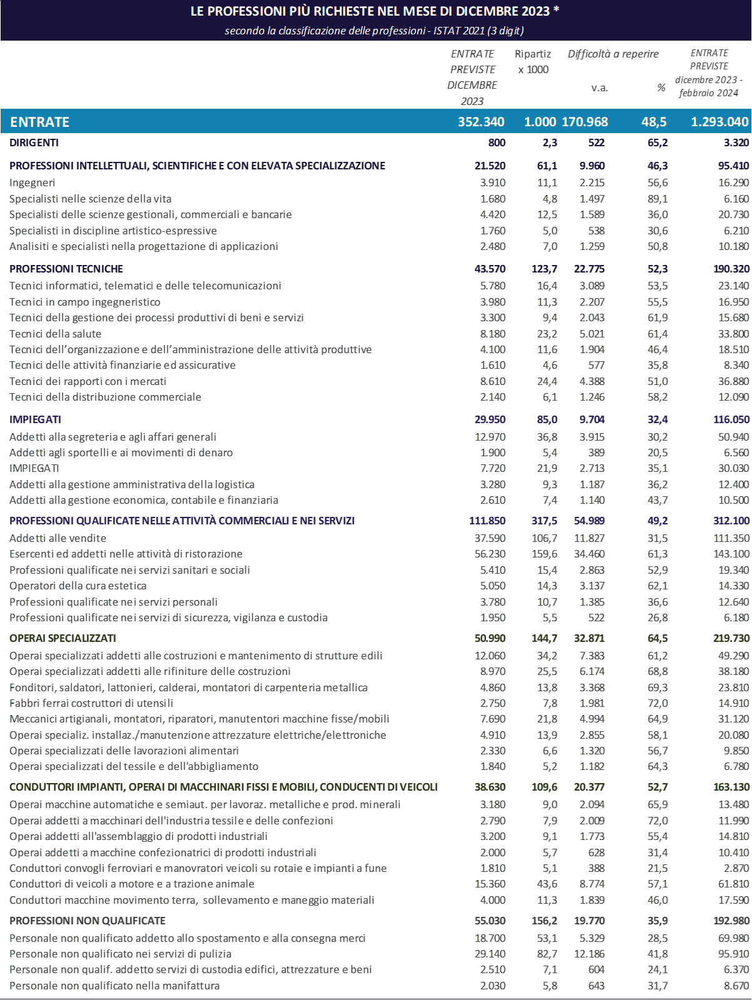 LE PROFESSIONI PIÙ RICHIESTE NEL MESE DI DICEMBRE 2023 *
secondo la classificazione delle professioni - ISTAT 2021 (3 digit)
ENTRATE PREVISTE DICEMBRE 2023 Ripartiz x 1000 Difficoltà a reperire v.a. % ENTRATE PREVISTE dicembre 2023 - febbraio 2024
ENTRATE 352.340 1.000 170.968 48,5 1.293.040
DIRIGENTI 800 2,3 522 65,2 3.320
PROFESSIONI INTELLETTUALI, SCIENTIFICHE E CON ELEVATA SPECIALIZZAZIONE 21.520 61,1 9.960 46,3 95.410
Ingegneri 3.910 11,1 2.215 56,6 16.290
Specialisti nelle scienze della vita 1.680 4,8 1.497 89,1 6.160
Specialisti delle scienze gestionali, commerciali e bancarie 4.420 12,5 1.589 36,0 20.730
Specialisti in discipline artistico-espressive 1.760 5,0 538 30,6 6.210
Analisiti e specialisti nella progettazione di applicazioni 2.480 7,0 1.259 50,8 10.180
PROFESSIONI TECNICHE 43.570 123,7 22.775 52,3 190.320
Tecnici informatici, telematici e delle telecomunicazioni 5.780 16,4 3.089 53,5 23.140
Tecnici in campo ingegneristico 3.980 11,3 2.207 55,5 16.950
Tecnici della gestione dei processi produttivi di beni e servizi 3.300 9,4 2.043 61,9 15.680
Tecnici della salute 8.180 23,2 5.021 61,4 33.800
Tecnici dell’organizzazione e dell’amministrazione delle attività produttive 4.100 11,6 1.904 46,4 18.510
Tecnici delle attività finanziarie ed assicurative 1.610 4,6 577 35,8 8.340
Tecnici dei rapporti con i mercati 8.610 24,4 4.388 51,0 36.880
Tecnici della distribuzione commerciale 2.140 6,1 1.246 58,2 12.090
IMPIEGATI 29.950 85,0 9.704 32,4 116.050
Addetti alla segreteria e agli affari generali 12.970 36,8 3.915 30,2 50.940
Addetti agli sportelli e ai movimenti di denaro 1.900 5,4 389 20,5 6.560
IMPIEGATI 7.720 21,9 2.713 35,1 30.030
Addetti alla gestione amministrativa della logistica 3.280 9,3 1.187 36,2 12.400
Addetti alla gestione economica, contabile e finanziaria 2.610 7,4 1.140 43,7 10.500
PROFESSIONI QUALIFICATE NELLE ATTIVITÀ COMMERCIALI E NEI SERVIZI 111.850 317,5 54.989 49,2 312.100
Addetti alle vendite 37.590 106,7 11.827 31,5 111.350
Esercenti ed addetti nelle attività di ristorazione 56.230 159,6 34.460 61,3 143.100
Professioni qualificate nei servizi sanitari e sociali 5.410 15,4 2.863 52,9 19.340
Operatori della cura estetica 5.050 14,3 3.137 62,1 14.330
Professioni qualificate nei servizi personali 3.780 10,7 1.385 36,6 12.640
Professioni qualificate nei servizi di sicurezza, vigilanza e custodia 1.950 5,5 522 26,8 6.180
OPERAI SPECIALIZZATI 50.990 144,7 32.871 64,5 219.730
Operai specializzati addetti alle costruzioni e mantenimento di strutture edili 12.060 34,2 7.383 61,2 49.290
Operai specializzati addetti alle rifiniture delle costruzioni 8.970 25,5 6.174 68,8 38.180
Fonditori, saldatori, lattonieri, calderai, montatori di carpenteria metallica 4.860 13,8 3.368 69,3 23.810
Fabbri ferrai costruttori di utensili 2.750 7,8 1.981 72,0 14.910
Meccanici artigianali, montatori, riparatori, manutentori macchine fisse/mobili 7.690 21,8 4.994 64,9 31.120
Operai specializ. installaz./manutenzione attrezzature elettriche/elettroniche 4.910 13,9 2.855 58,1 20.080
Operai specializzati delle lavorazioni alimentari 2.330 6,6 1.320 56,7 9.850
Operai specializzati del tessile e dell'abbigliamento 1.840 5,2 1.182 64,3 6.780
CONDUTTORI IMPIANTI, OPERAI DI MACCHINARI FISSI E MOBILI, CONDUCENTI DI VEICOLI 38.630 109,6 20.377 52,7 163.130
Operai macchine automatiche e semiaut. per lavoraz. metalliche e prod. minerali 3.180 9,0 2.094 65,9 13.480
Operai addetti a macchinari dell'industria tessile e delle confezioni 2.790 7,9 2.009 72,0 11.990
Operai addetti all'assemblaggio di prodotti industriali 3.200 9,1 1.773 55,4 14.810
Operai addetti a macchine confezionatrici di prodotti industriali 2.000 5,7 628 31,4 10.410
Conduttori convogli ferroviari e manovratori veicoli su rotaie e impianti a fune 1.810 5,1 388 21,5 2.870
Conduttori di veicoli a motore e a trazione animale 15.360 43,6 8.774 57,1 61.810
Conduttori macchine movimento terra, sollevamento e maneggio materiali 4.000 11,3 1.839 46,0 17.590
PROFESSIONI NON QUALIFICATE 55.030 156,2 19.770 35,9 192.980
Personale non qualificato addetto allo spostamento e alla consegna merci 18.700 53,1 5.329 28,5 69.980
Personale non qualificato nei servizi di pulizia 29.140 82,7 12.186 41,8 95.910
Personale non qualif. addetto servizi di custodia edifici, attrezzature e beni 2.510 7,1 604 24,1 6.370
Personale non qualificato nella manifattura 2.030 5,8 643 31,7 8.670